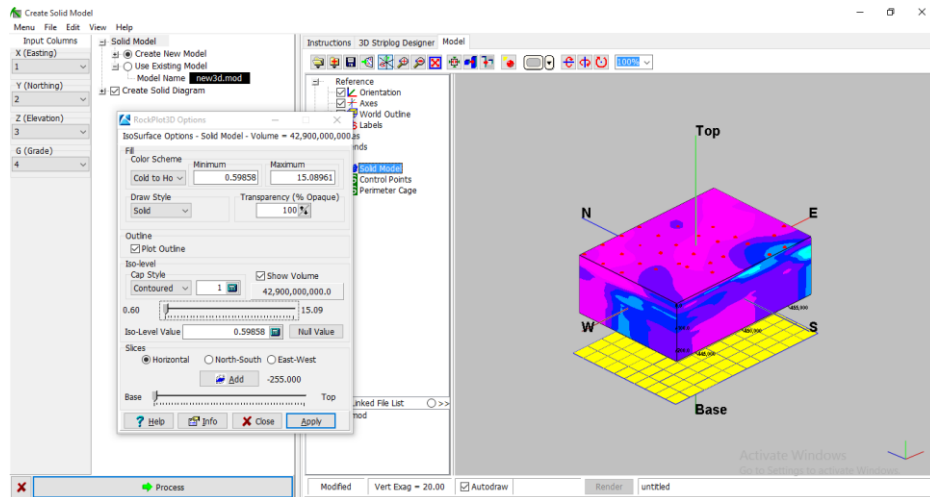 Create Solid Model
Menu File Edit View Help
Input Columns
X (Easting)
1
Y (Northing)
2
Z (Elevation)
3
G (Grade)
4
Solid Model
Create New Model
Use Existing Model
Model Name new3d.mod
Create Solid Diagram
Instructions 3D Striplog Designer Model
100%
Reference
Orientation
Axes
World Outline
Labels
Solid Model
Control Points
Perimeter Cage
Linked File List >>
RockPlot3D Options
IsoSurface Options - Solid Model - Volume = 42,900,000,000.
Fill
Color Scheme Minimum Maximum
Cold to Ho 0.59858 15.08961
Draw Style Transparency (% Opaque)
Solid 100
Outline
Plot Outline
Iso-level
Cap Style Show Volume
Contoured 1 42,900,000,000.0
0.60 15.09
Iso-Level Value 0.59858 Null Value
Slices
Horizontal North-South East-West
Add -255.000
Base Top
? Help Info Close Apply
Top
N E
W S
Base
Activate Windows
Go to Settings to activate Windows.
Process
Modified Vert Exag = 20.00 Autodraw Render untitled